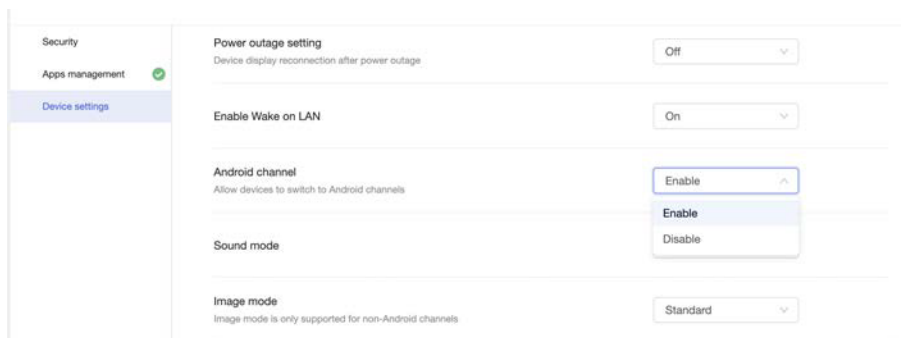 Security
Apps management
Device settings
Power outage setting
Device display reconnection after power outage
Off
Enable Wake on LAN
On
Android channel
Allow devices to switch to Android channels
Enable
Enable
Disable
Sound mode
Image mode
Image mode is only supported for non-Android channels
Standard